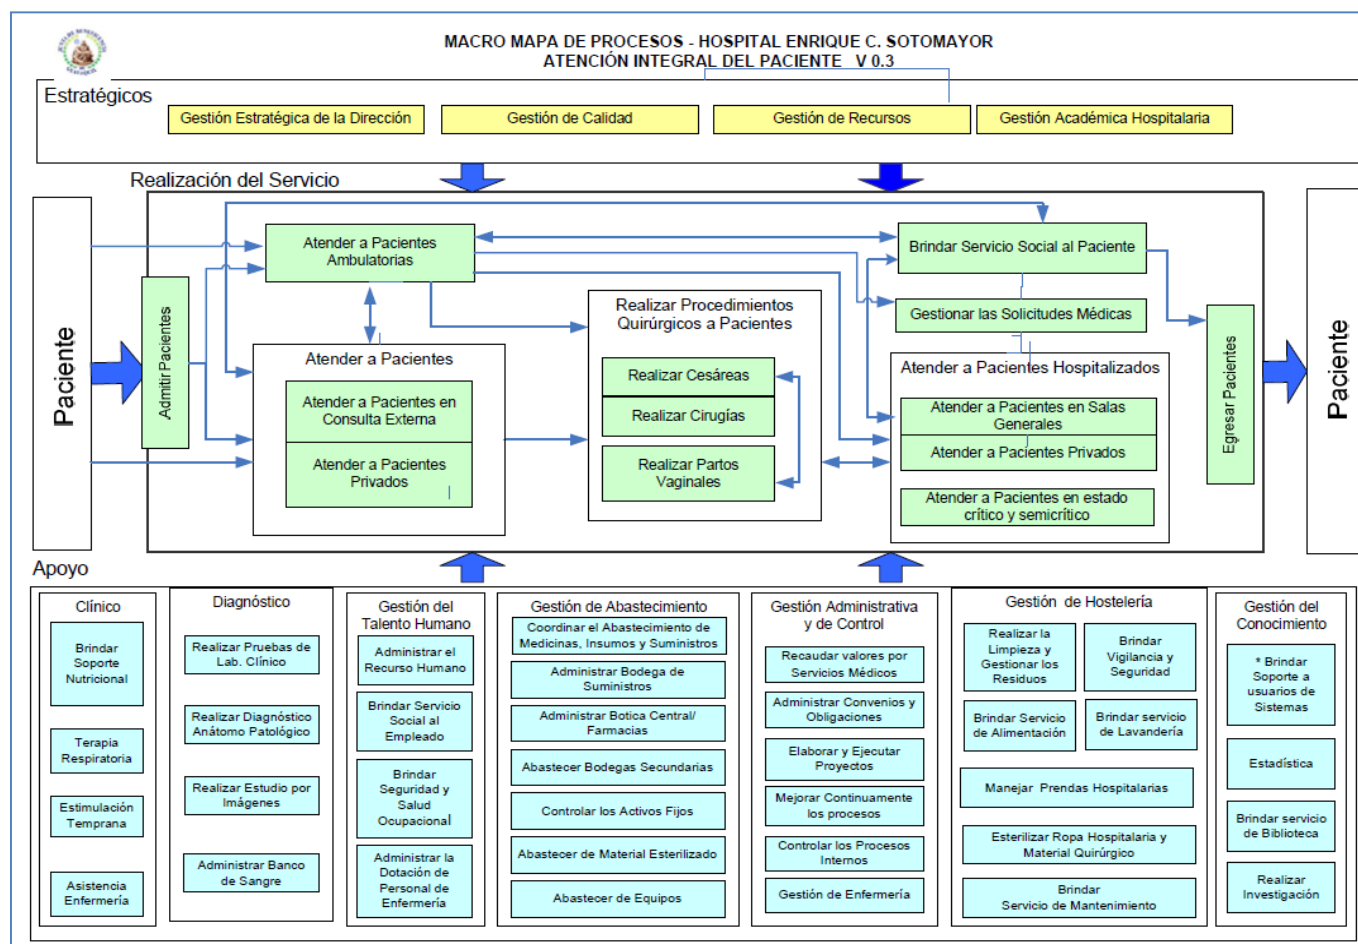 MACRO MAPA DE PROCESOS - HOSPITAL ENRIQUE C. SOTOMAYOR
ATENCIÓN INTEGRAL DEL PACIENTE V 0.3
Estratégicos
Gestión Estratégica de la Dirección
Gestión de Calidad
Gestión de Recursos
Gestión Académica Hospitalaria
Realización del Servicio
Paciente
Admitir Pacientes
Atender a Pacientes
Ambulatorias
Atender a Pacientes
Atender a Pacientes en
Consulta Externa
Atender a Pacientes
Privados
Realizar Procedimientos
Quirúrgicos a Pacientes
Realizar Cesáreas
Realizar Cirugías
Realizar Partos
Vaginales
Brindar Servicio Social al Paciente
Gestionar las Solicitudes Médicas
Atender a Pacientes Hospitalizados
Atender a Pacientes en Salas
Generales
Atender a Pacientes Privados
Atender a Pacientes en estado
crítico y semicrítico
Egresar Pacientes
Paciente
Apoyo
Clínico
Brindar
Soporte
Nutricional
Terapia
Respiratoria
Estimulación
Temprana
Asistencia
Enfermería
Diagnóstico
Realizar Pruebas de
Lab. Clínico
Realizar Diagnóstico
Anátomo Patológico
Realizar Estudio por
Imágenes
Administrar Banco
de Sangre
Gestión del
Talento Humano
Administrar el
Recurso Humano
Brindar Servicio
Social al
Empleado
Brindar
Seguridad y
Salud
Ocupacional
Administrar la
Dotación de
Personal de
Enfermería
Gestión de Abastecimiento
Coordinar el Abastecimiento de
Medicinas, Insumos y Suministros
Administrar Bodega de
Suministros
Administrar Botica Central/
Farmacias
Abastecer Bodegas Secundarias
Controlar los Activos Fijos
Abastecer de Material Esterilizado
Abastecer de Equipos
Gestión Administrativa
y de Control
Recaudar valores por
Servicios Médicos
Administrar Convenios y
Obligaciones
Elaborar y Ejecutar
Proyectos
Mejorar Continuamente
los procesos
Controlar los Procesos
Internos
Gestión de Enfermería
Gestión de Hostelería
Realizar la
Limpieza y
Gestionar los
Residuos
Brindar
Vigilancia y
Seguridad
Brindar Servicio
de Alimentación
Brindar servicio
de Lavandería
Manejar Prendas Hospitalarias
Esterilizar Ropa Hospitalaria y
Material Quirúrgico
Brindar
Servicio de Mantenimiento
Gestión del
Conocimiento
* Brindar
Soporte a
usuarios de
Sistemas
Estadística
Brindar servicio
de Biblioteca
Realizar
Investigación